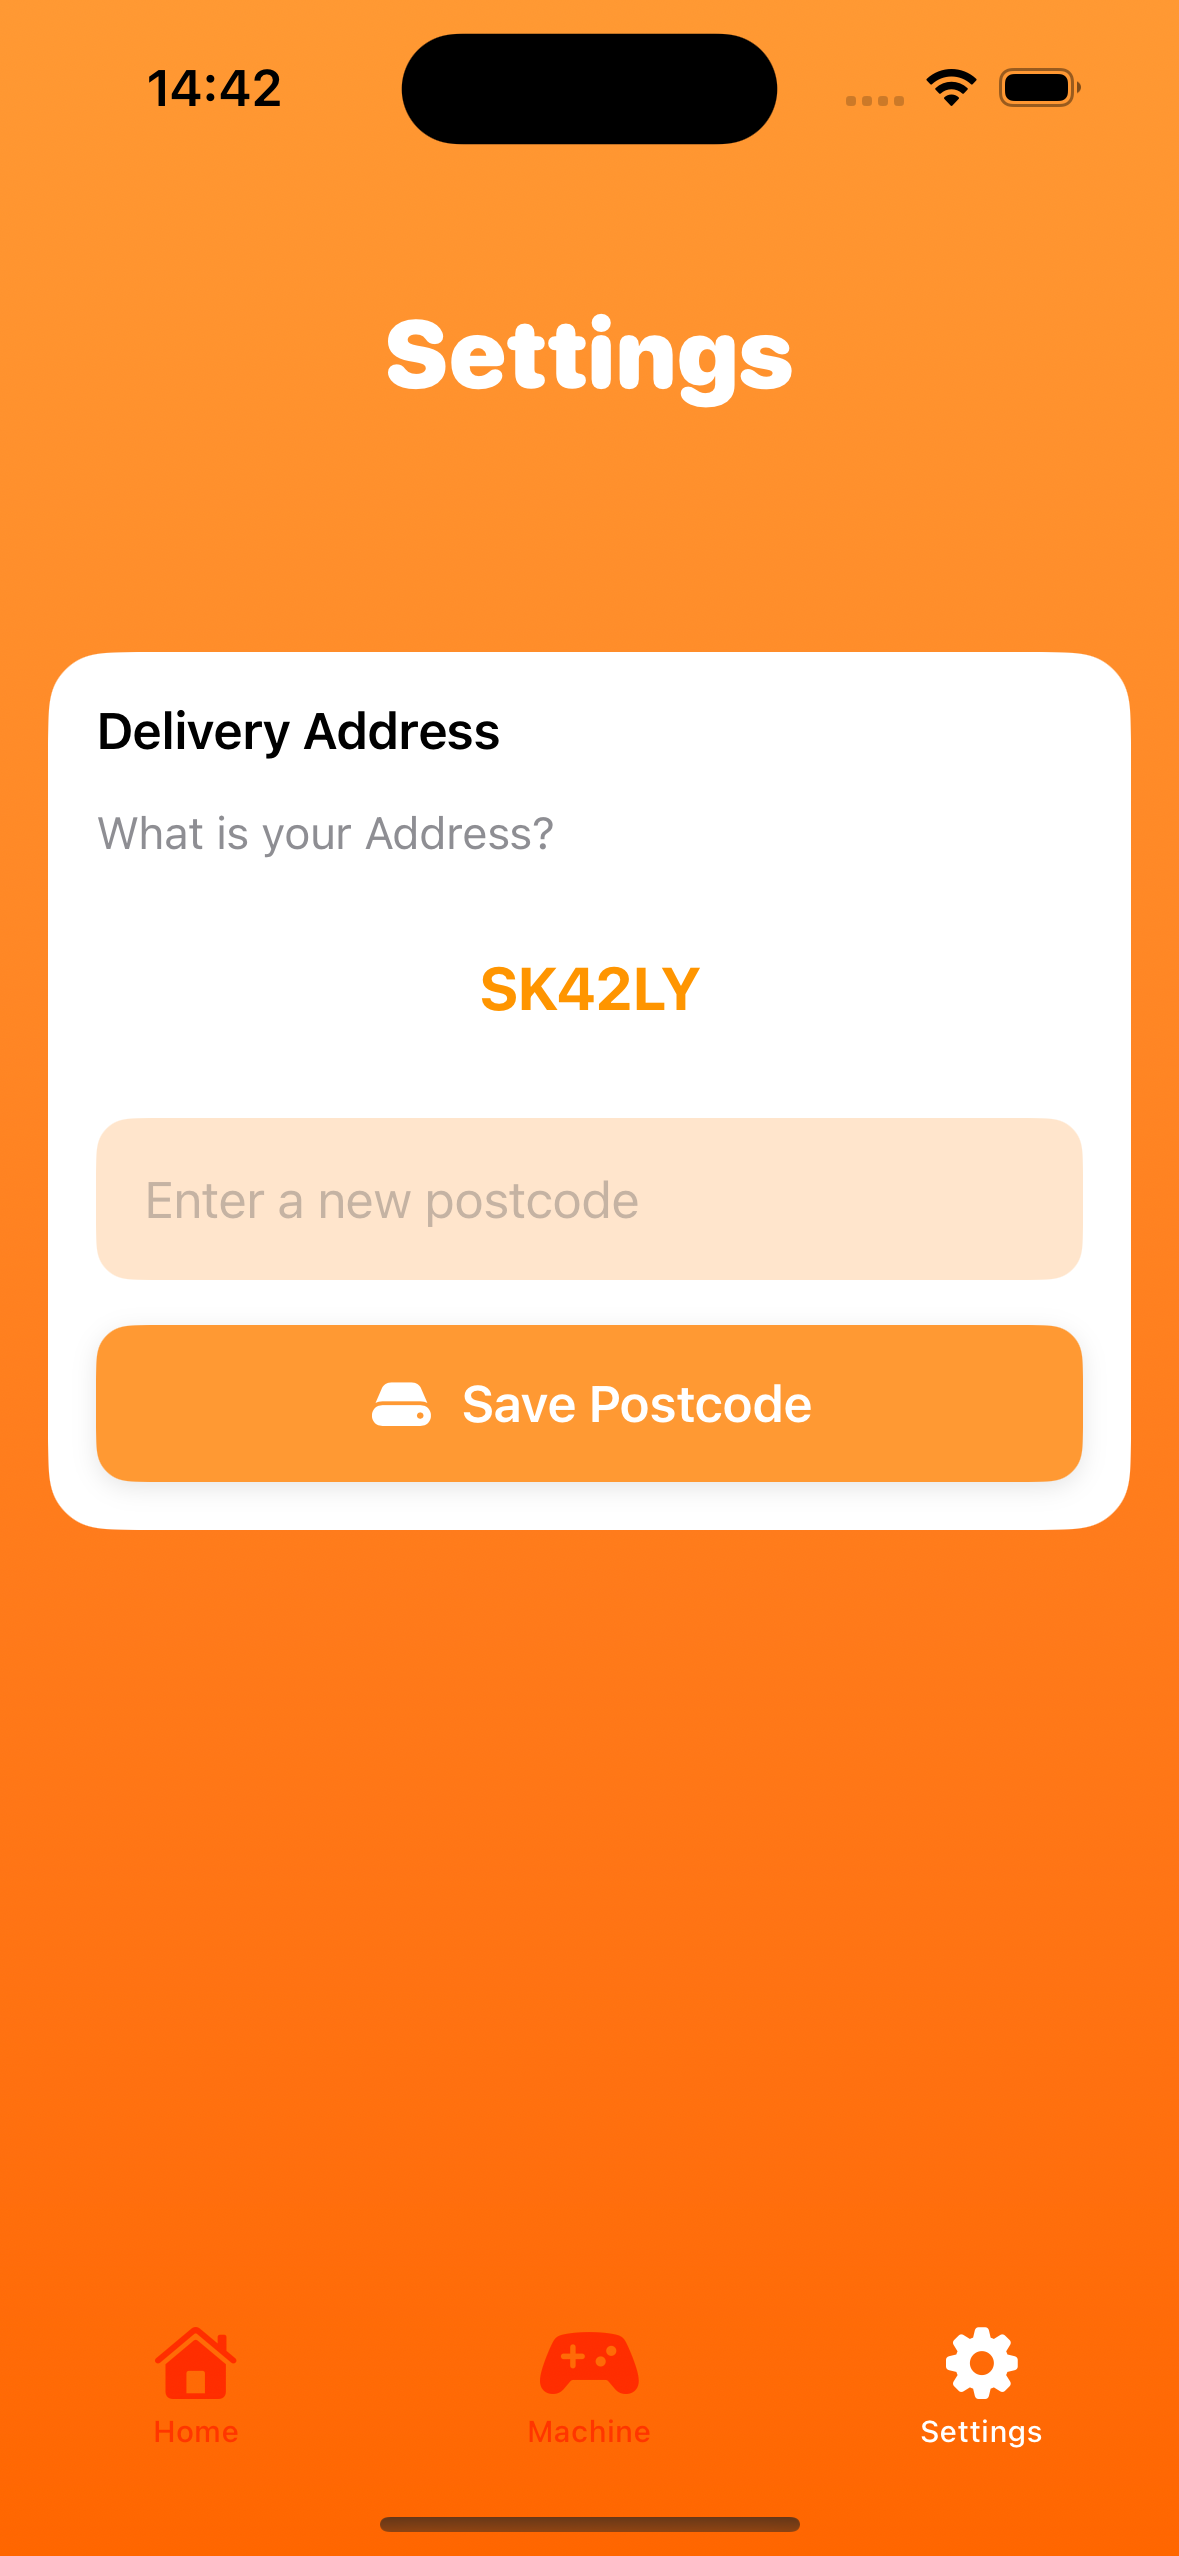 14:42
Settings
Delivery Address
What is your Address?
SK42LY
Enter a new postcode
Save Postcode
Home
Machine
Settings